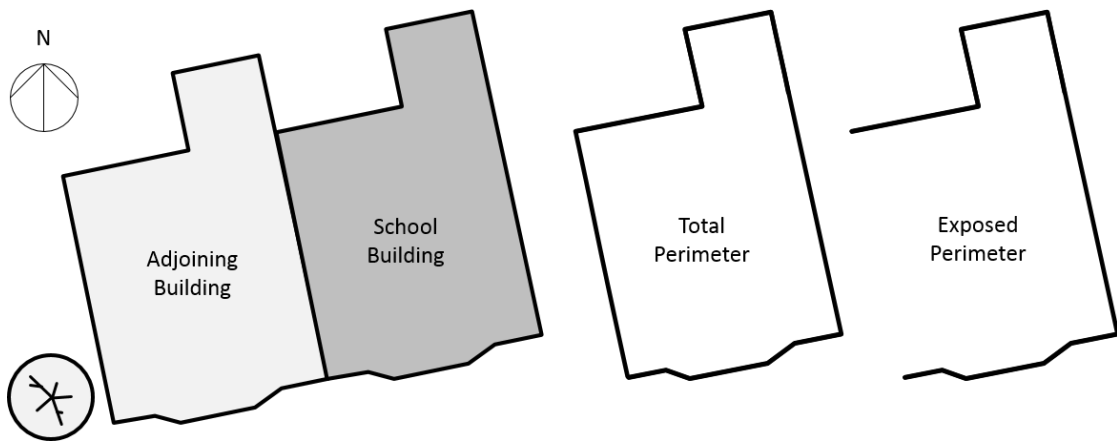 N
School
Building
Adjoining
Building
Total
Perimeter
Exposed
Perimeter